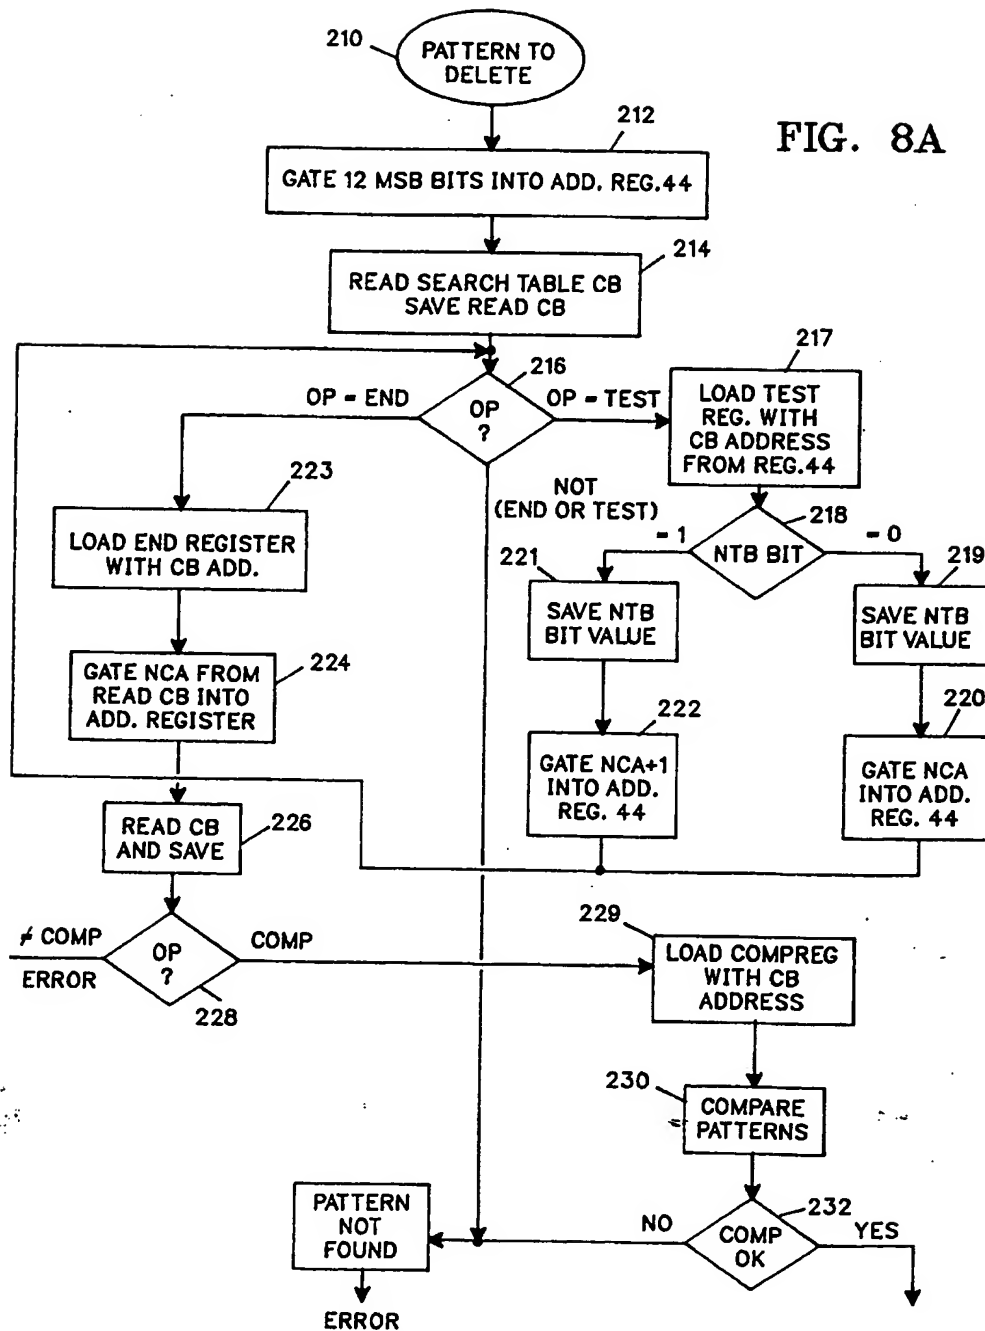 210
PATTERN TO
DELETE
FIG. 8A
212
GATE 12 MSB BITS INTO ADD. REG.44
214
READ SEARCH TABLE CB
SAVE READ CB
216
OP = END
OP
?
OP = TEST
217
LOAD TEST
REG. WITH
CB ADDRESS
FROM REG.44
NOT
(END OR TEST)
218
NTB BIT
= 1
= 0
223
LOAD END REGISTER
WITH CB ADD.
221
SAVE NTB
BIT VALUE
219
SAVE NTB
BIT VALUE
224
GATE NCA FROM
READ CB INTO
ADD. REGISTER
222
GATE NCA+1
INTO ADD.
REG. 44
220
GATE NCA
INTO ADD.
REG. 44
READ CB
AND SAVE
226
≠ COMP
ERROR
OP
?
COMP
228
229
LOAD COMPREG
WITH CB
ADDRESS
230
COMPARE
PATTERNS
232
COMP
OK
NO
YES
PATTERN
NOT
FOUND
ERROR